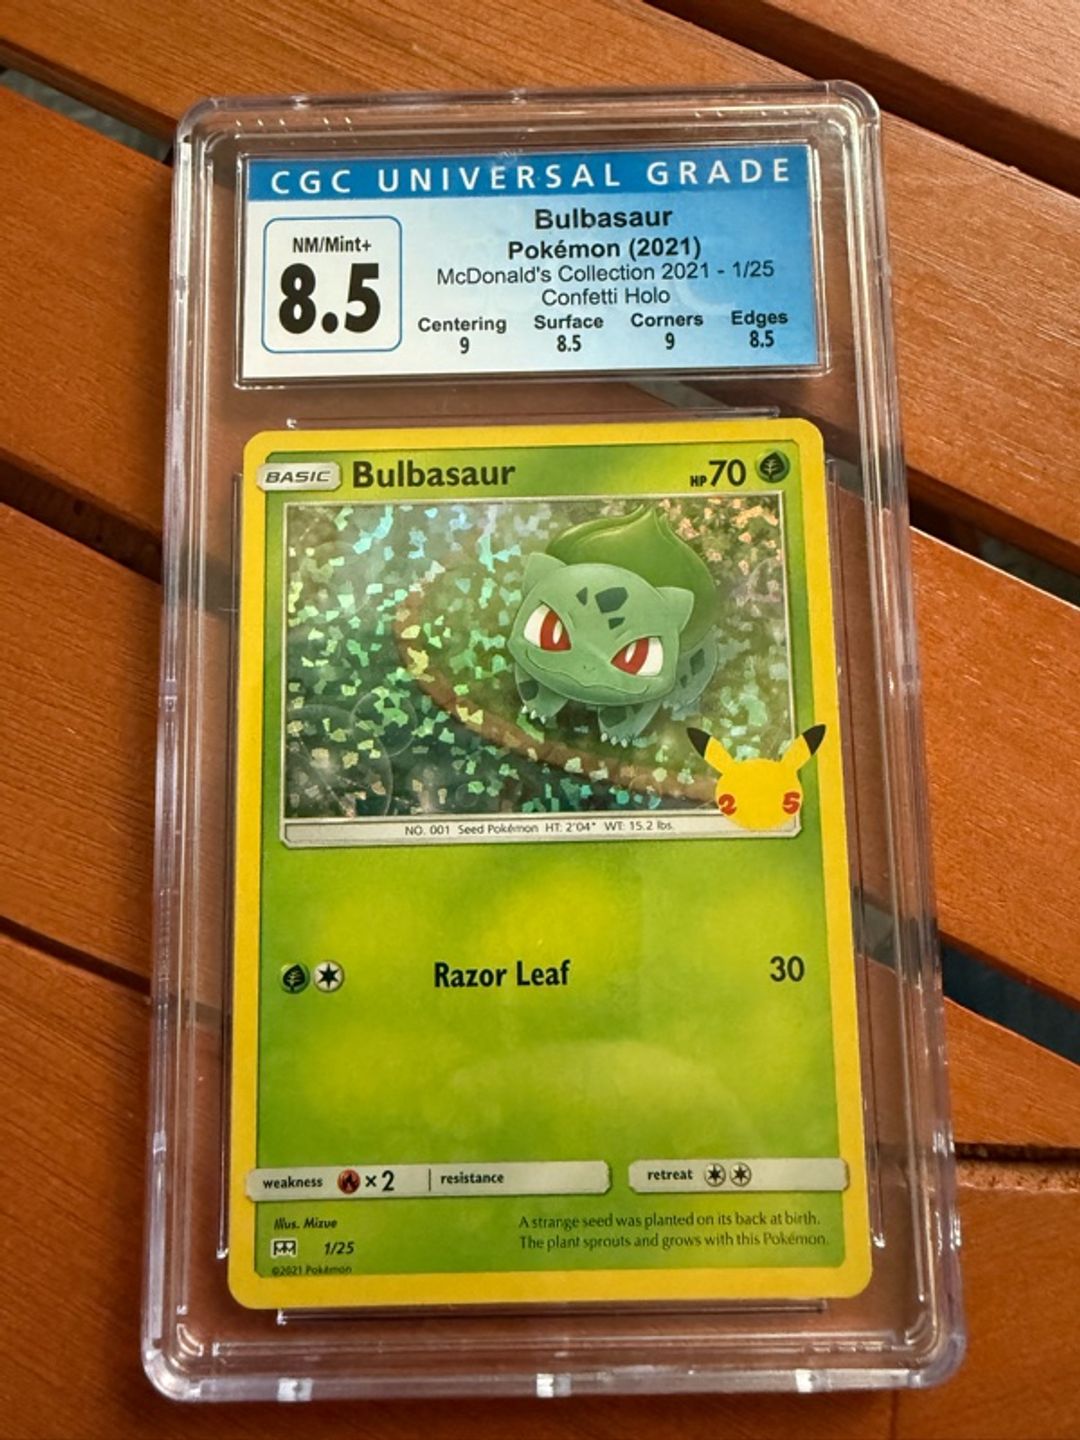 CGC UNIVERSAL GRADE
NM/Mint+
8.5
Bulbasaur
Pokémon (2021)
McDonald's Collection 2021 - 1/25
Confetti Holo
Centering Surface Corners Edges
9 8.5 9 8.5
BASIC Bulbasaur HP 70
25
NO. 001 Seed Pokémon HT: 2'04" WT: 15.2 lbs.
Razor Leaf 30
weakness ×2 resistance retreat
Illus. Mizue
1/25
©2021 Pokémon
A strange seed was planted on its back at birth.
The plant sprouts and grows with this Pokémon.